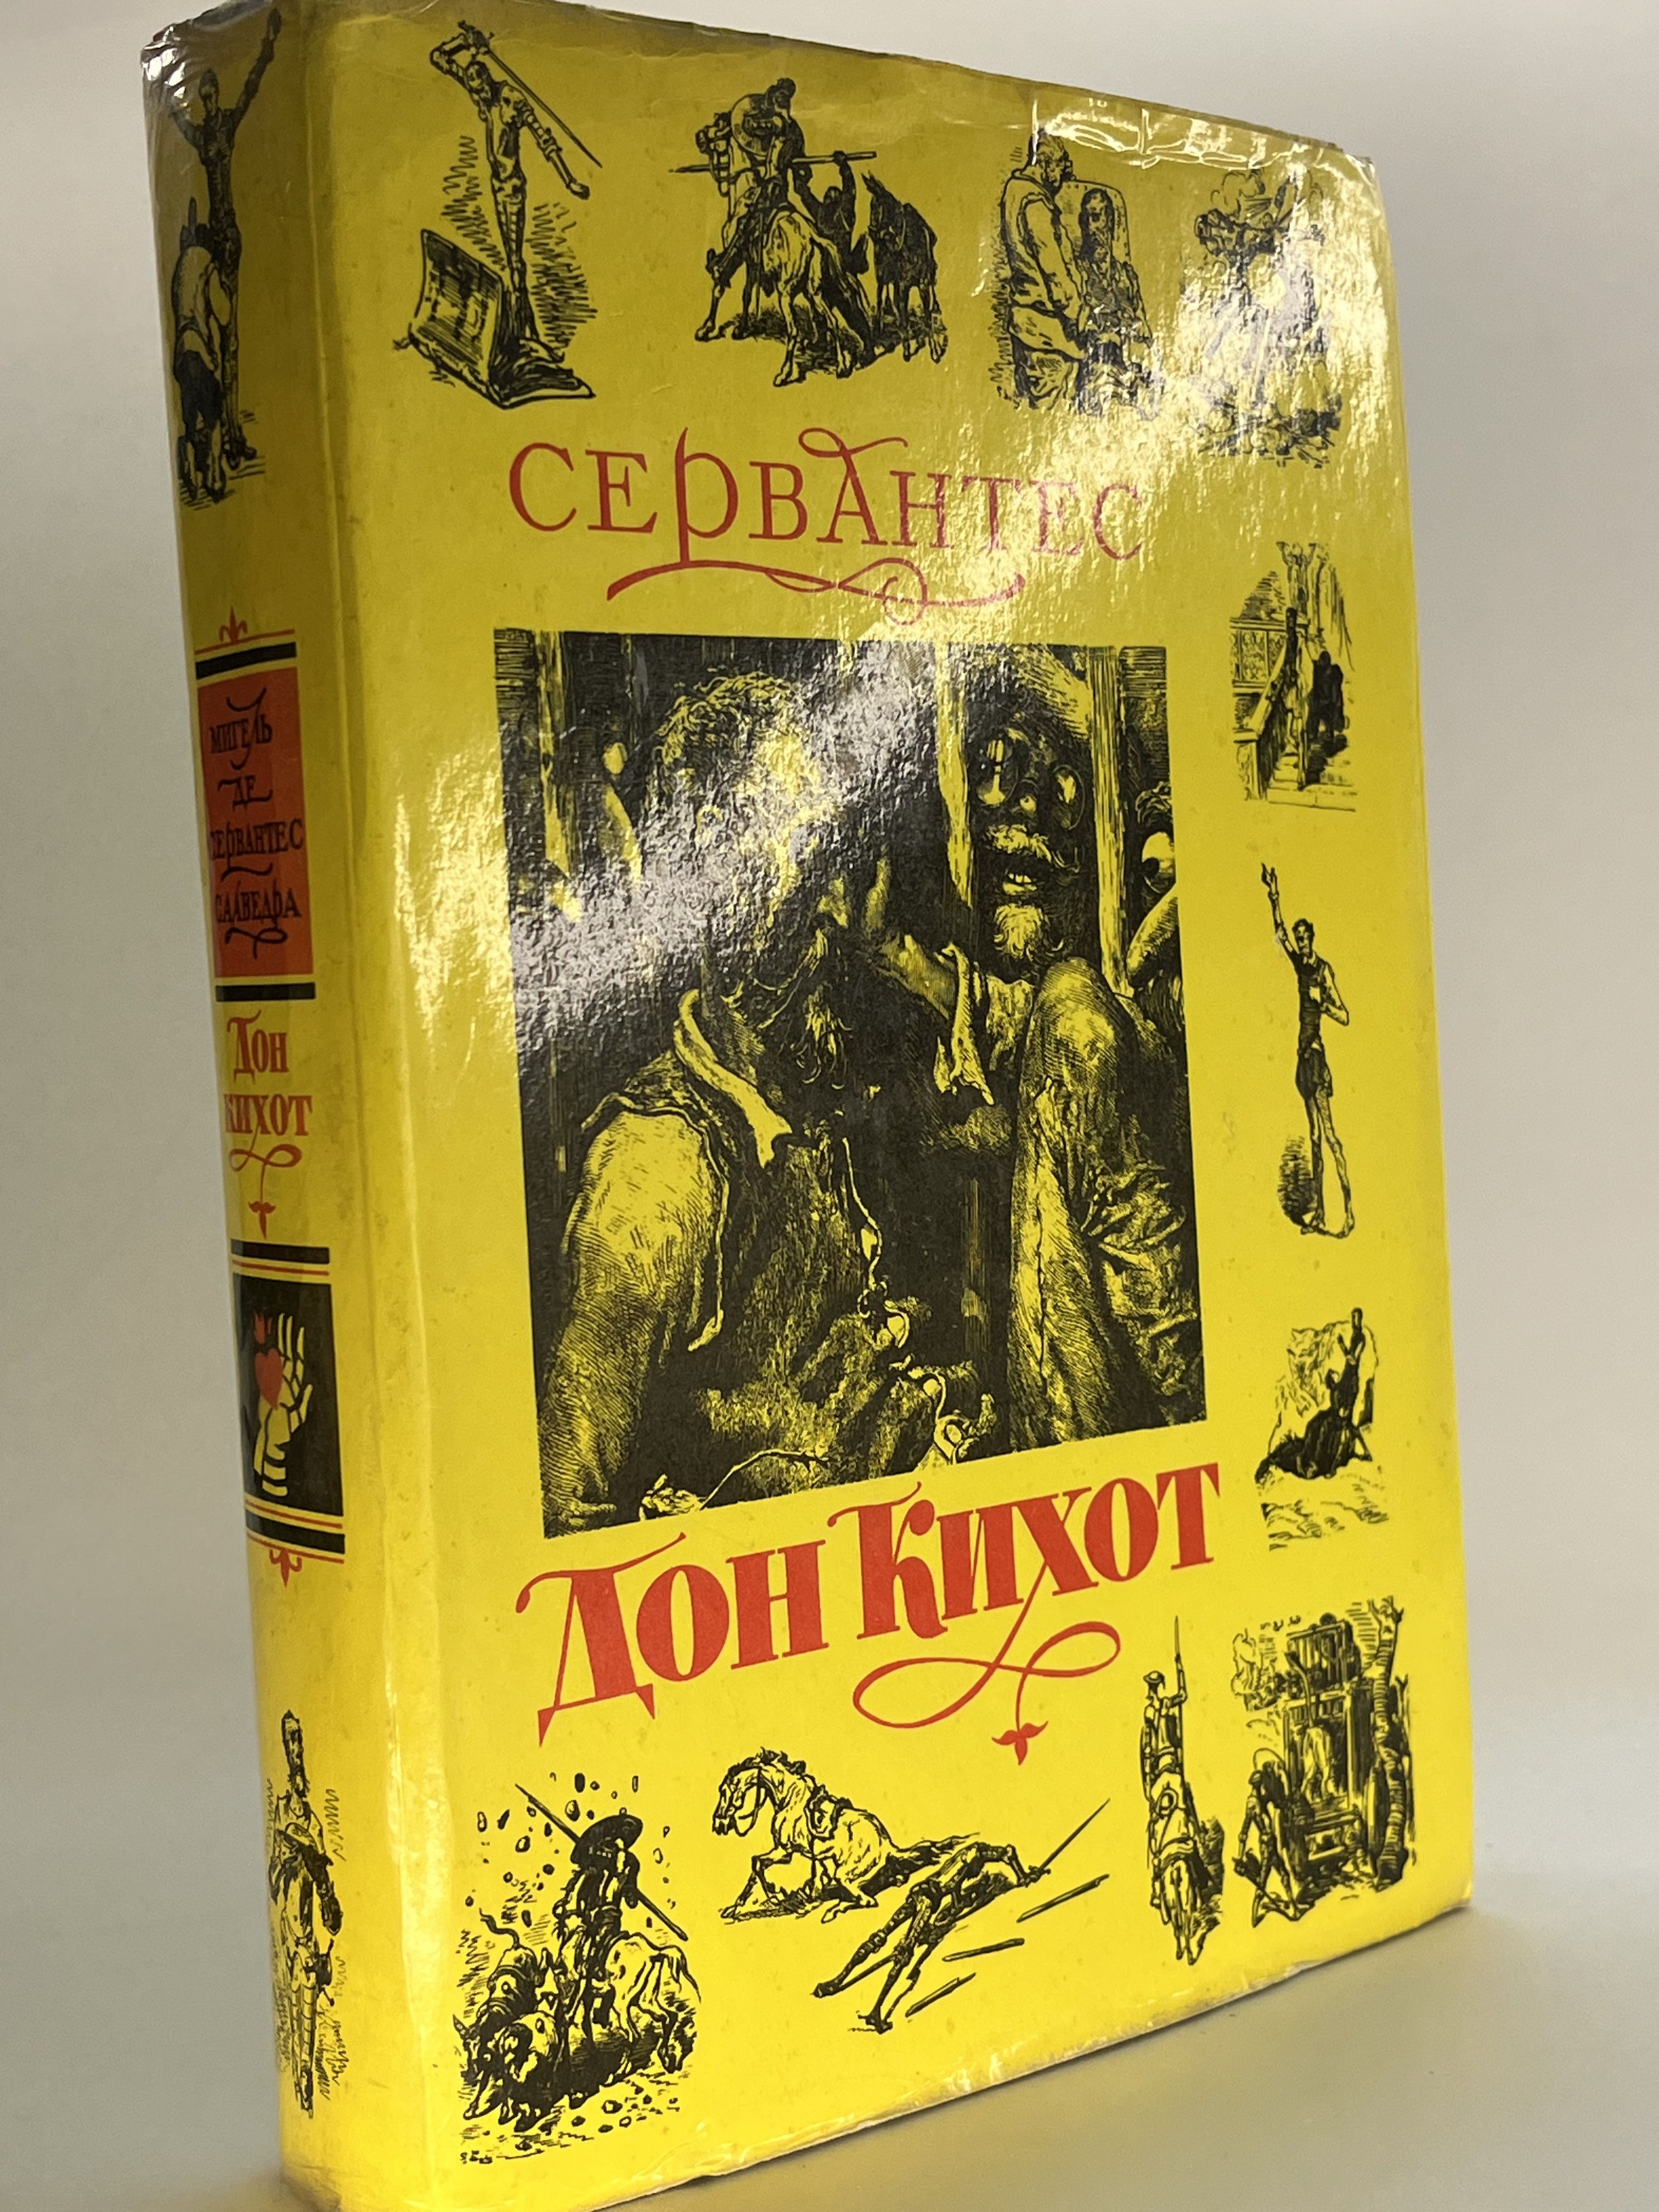 СЕРВАНТЕС
ДОН КИХОТ
МИГЕЛЬ
ДЕ
СЕРВАНТЕС
СААВЕДРА
ДОН
КИХОТ